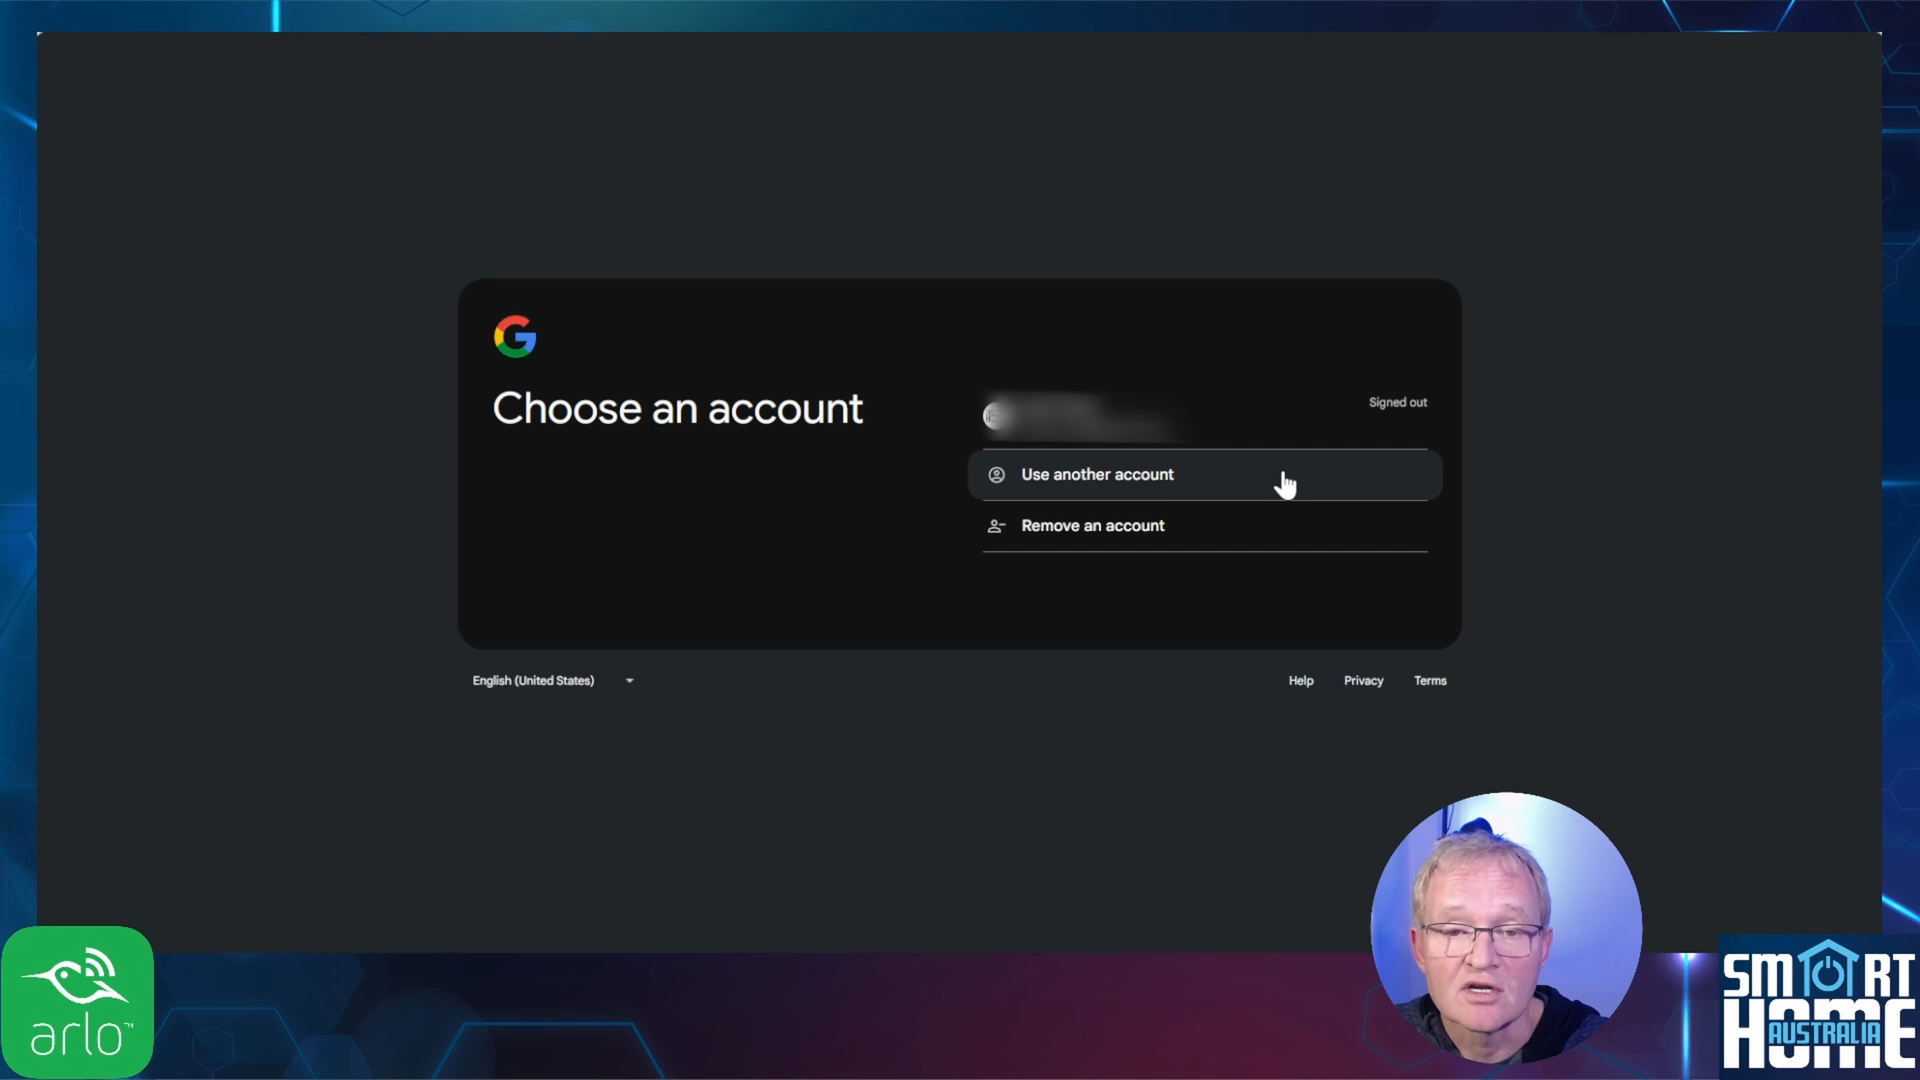 Choose an account
Signed out
Use another account
Remove an account
English (United States)
Help
Privacy
Terms
arlo™
SMART
HOME
AUSTRALIA